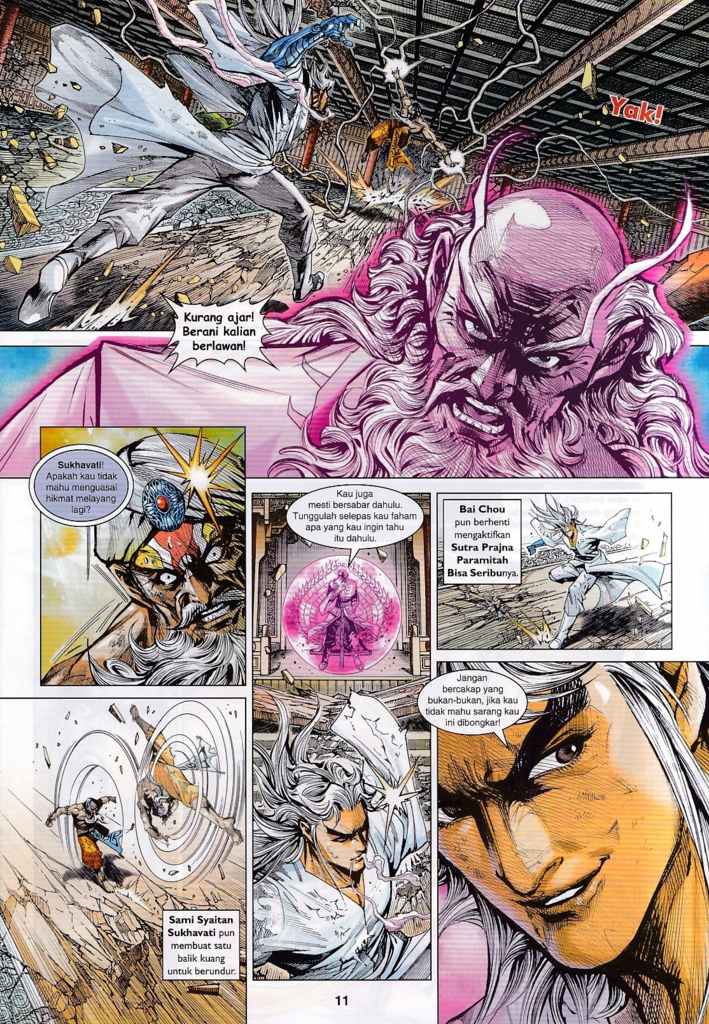 Yak!
Kurang ajar!
Berani kalian
berlawan!
Sukhavati!
Apakah kau tidak
mahu menguasai
hikmat melayang
lagi?
Kau juga
mesti bersabar dahulu.
Tunggulah selepas kau faham
apa yang kau ingin tahu
itu dahulu.
Bai Chou
pun berhenti
mengaktifkan
Sutra Prajna
Paramitah
Bisa Seribunya.
Sami Syaitan
Sukhavati pun
membuat satu
balik kuang
untuk berundur.
Jangan
bercakap yang
bukan-bukan, jika kau
tidak mahu sarang kau
ini dibongkar!
11